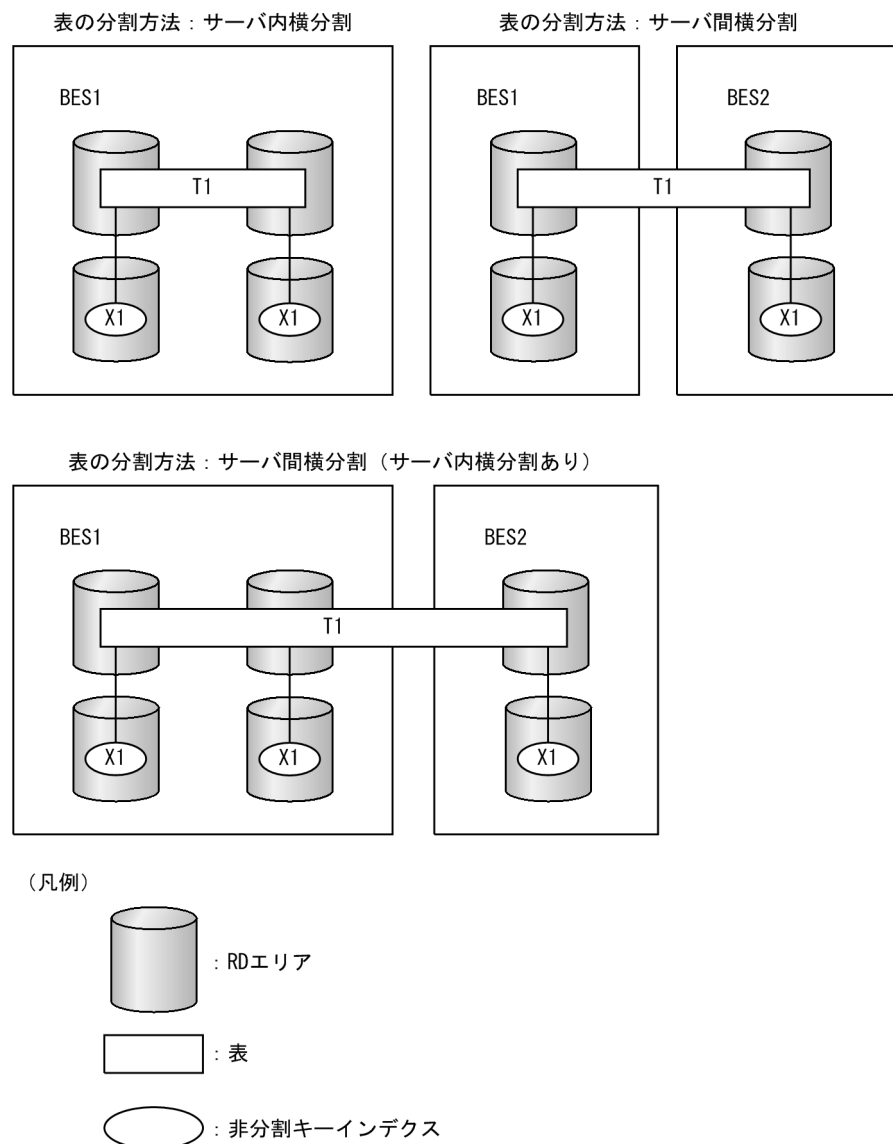 表の分割方法：サーバ内横分割
表の分割方法：サーバ間横分割
BES1
T1
X1
X1
BES1
BES2
T1
X1
X1
表の分割方法：サーバ間横分割（サーバ内横分割あり）
BES1
BES2
T1
X1
X1
X1
（凡例）
：RDエリア
：表
：非分割キーインデクス